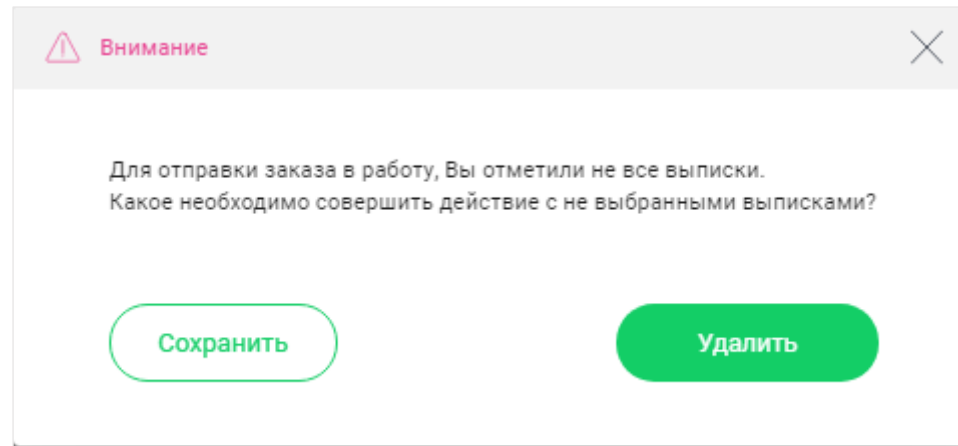 Внимание
Для отправки заказа в работу, Вы отметили не все выписки.
Какое необходимо совершить действие с не выбранными выписками?
Сохранить
Удалить